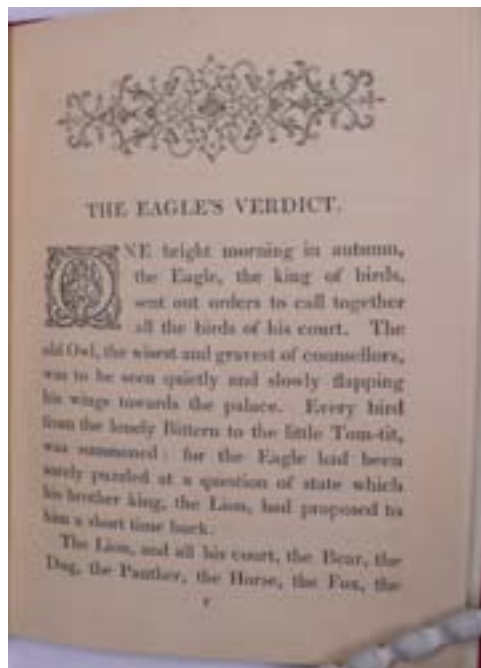 THE EAGLE'S VERDICT.
ONE bright morning in autumn,
the Eagle, the king of birds,
sent out orders to call together
all the birds of his court. The
old Owl, the wisest and gravest of counsellors,
was to be seen quietly and slowly flapping
his wings towards the palace. Every bird
from the lonely Bittern to the little Tom-tit,
was summoned: for the Eagle had been
sorely puzzled at a question of state which
his brother king, the Lion, had proposed to
him a short time back.
The Lion, and all his court, the Bear, the
Dog, the Panther, the Horse, the Fox, the